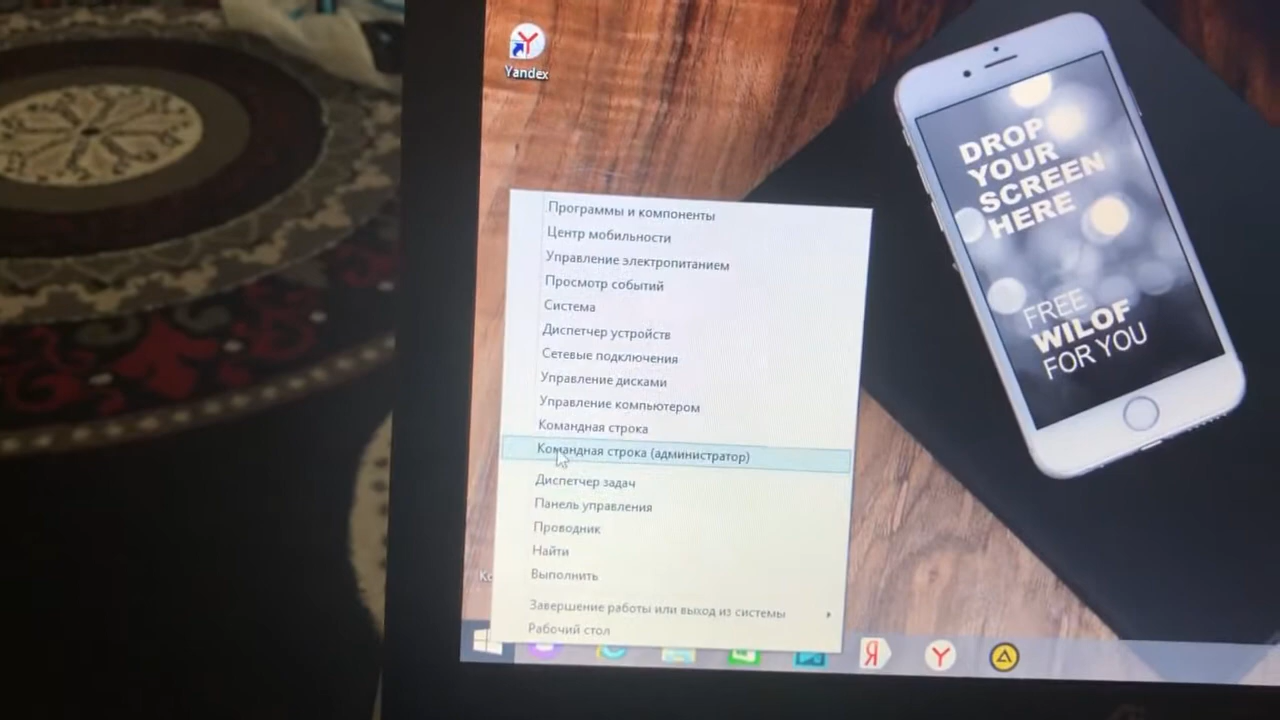 Yandex
DROP
YOUR
SCREEN
HERE
FREE
WILOF
FOR YOU
Программы и компоненты
Центр мобильности
Управление электропитанием
Просмотр событий
Система
Диспетчер устройств
Сетевые подключения
Управление дисками
Управление компьютером
Командная строка
Командная строка (администратор)
Диспетчер задач
Панель управления
Проводник
Найти
Выполнить
Завершение работы или выход из системы
Рабочий стол
Я